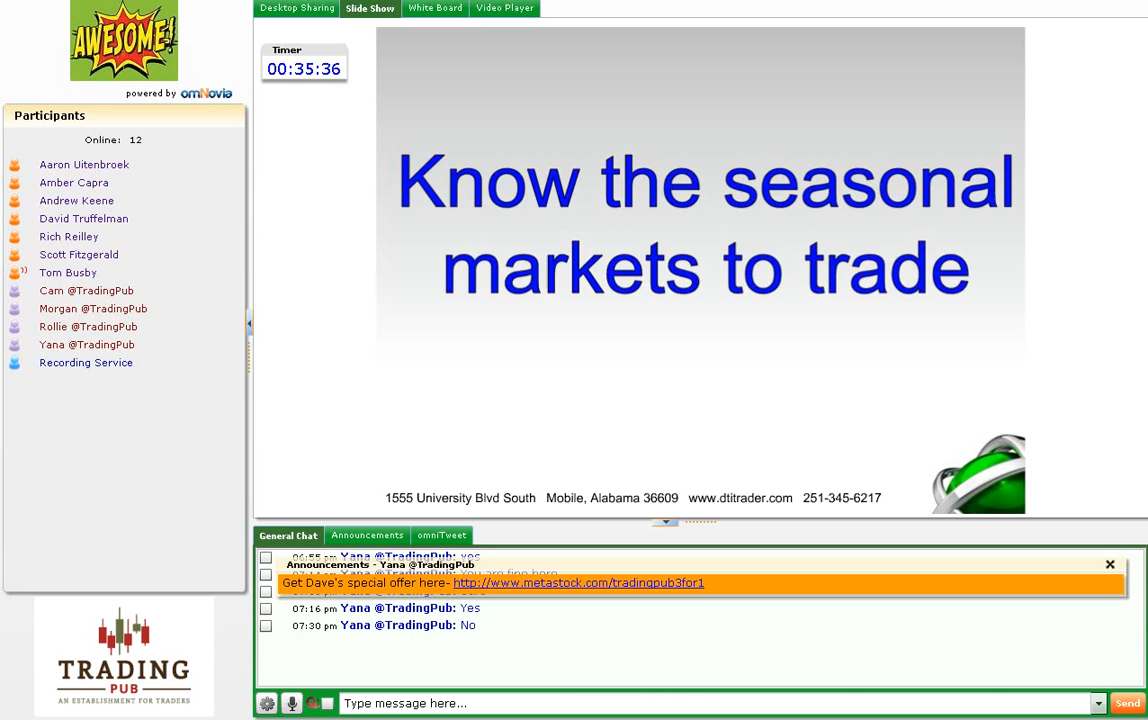 AWESOME!
powered by omNovia
Participants
Online: 12
Aaron Uitenbroek
Amber Capra
Andrew Keene
David Truffelman
Rich Reilley
Scott Fitzgerald
Tom Busby
Cam @TradingPub
Morgan @TradingPub
Rollie @TradingPub
Yana @TradingPub
Recording Service
TRADING
PUB
AN ESTABLISHMENT FOR TRADERS
Desktop Sharing Slide Show White Board Video Player
Timer
00:35:36
Know the seasonal
markets to trade
1555 University Blvd South Mobile, Alabama 36609 www.dtitrader.com 251-345-6217
General Chat Announcements omniTweet
06:55 pm Yana @TradingPub: yes
Announcements - Yana @TradingPub
You are fine here
Get Dave's special offer here- http://www.metastock.com/tradingpub3for1
07:16 pm Yana @TradingPub: Yes
07:30 pm Yana @TradingPub: No
Type message here...
Send